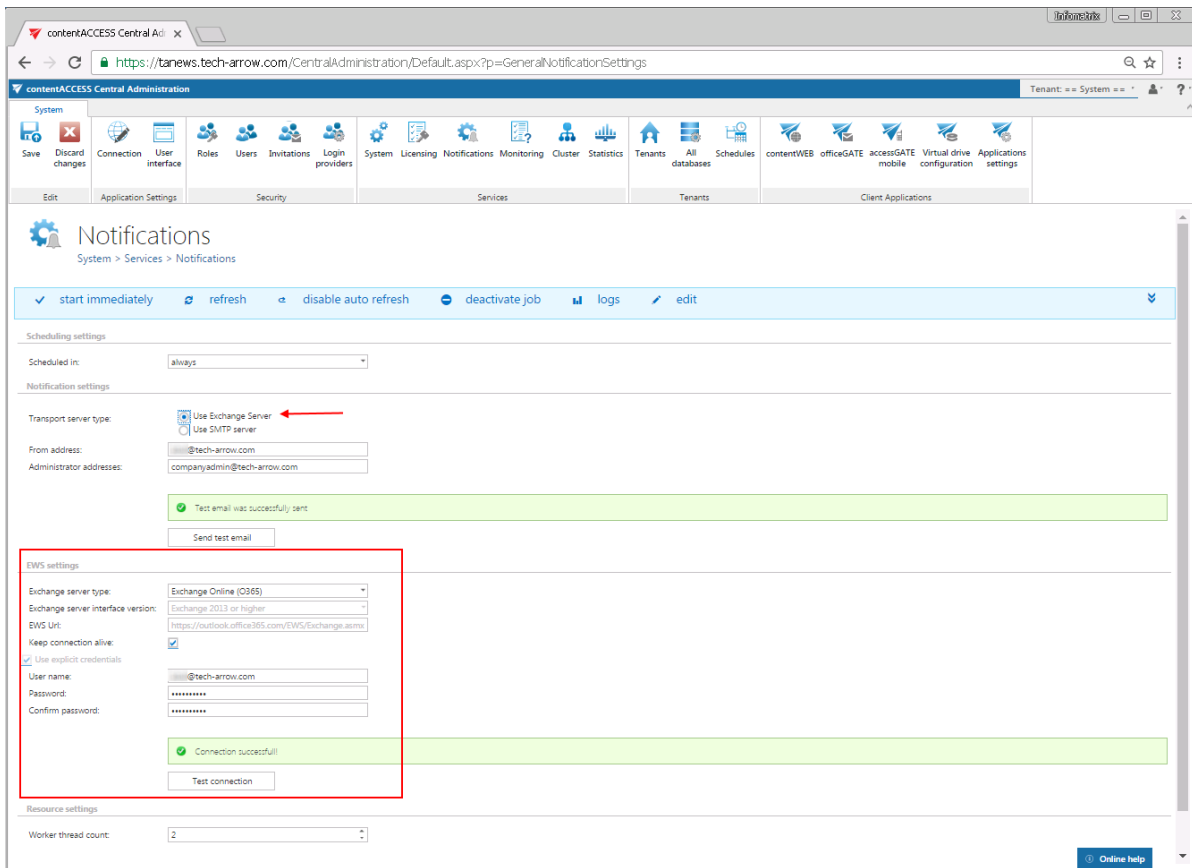 Infometrix
contentACCESS Central Ad
https://tanews.tech-arrow.com/CentralAdministration/Default.aspx?p=GeneralNotificationSettings
contentACCESS Central Administration
Tenant: == System ==
?
System
Save
Discard changes
Connection
User interface
Roles
Users
Invitations
Login providers
System
Licensing
Notifications
Monitoring
Cluster
Statistics
Tenants
All databases
Schedules
contentWEB
officeGATE
accessGATE mobile
Virtual drive configuration
Applications settings
Edit
Application Settings
Security
Services
Tenants
Client Applications
Notifications
System > Services > Notifications
start immediately refresh disable auto refresh deactivate job logs edit
Scheduling settings
Scheduled in: always
Notification settings
Transport server type: Use Exchange Server
Use SMTP server
From address: @tech-arrow.com
Administrator addresses: companyadmin@tech-arrow.com
Test email was successfully sent
Send test email
EWS settings
Exchange server type: Exchange Online (O365)
Exchange server interface version: Exchange 2013 or higher
EWS Url: https://outlook.office365.com/EWS/Exchange.asmx
Keep connection alive:
Use explicit credentials
User name: @tech-arrow.com
Password: ••••••••••
Confirm password: ••••••••••
Connection successfull!
Test connection
Resource settings
Worker thread count: 2
Online help